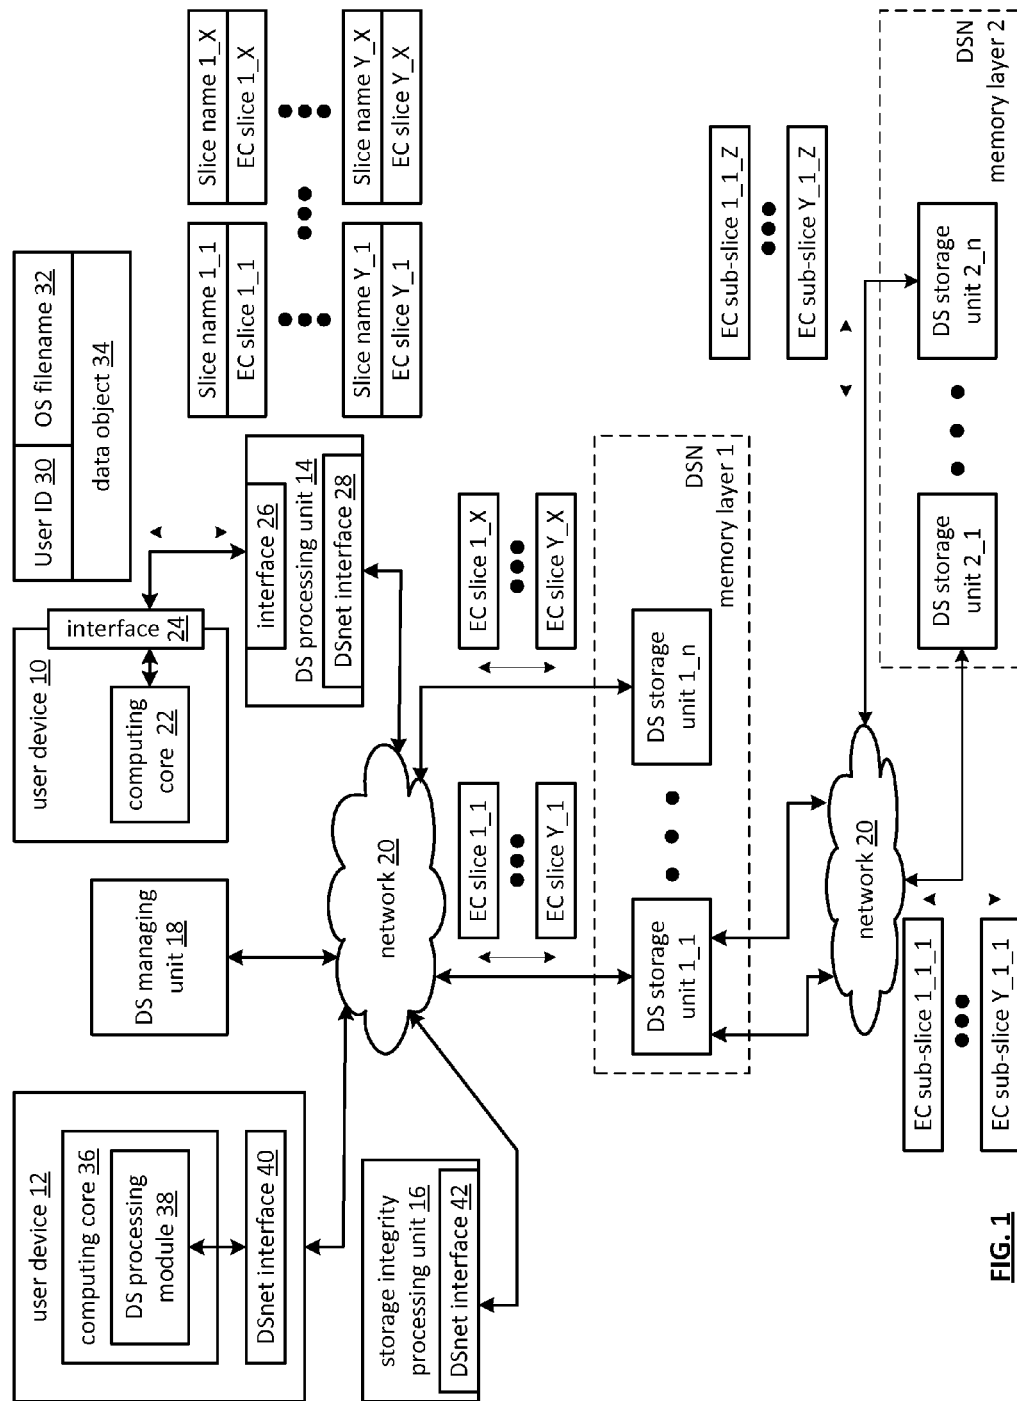 user device 12
computing core 36
DS processing
module 38
DSnet interface 40
DS managing
unit 18
user device 10
computing
core 22
interface
24
User ID 30
OS filename 32
data object 34
storage integrity
processing unit 16
DSnet interface 42
network 20
interface 26
DS processing unit 14
DSnet interface 28
Slice name 1_1
EC slice 1_1
Slice name 1_X
EC slice 1_X
Slice name Y_1
EC slice Y_1
Slice name Y_X
EC slice Y_X
EC slice 1_1
EC slice Y_1
EC slice 1_X
EC slice Y_X
DS storage
unit 1_1
DS storage
unit 1_n
DSN
memory layer 1
network 20
EC sub-slice 1_1_1
EC sub-slice Y_1_1
EC sub-slice 1_1_Z
EC sub-slice Y_1_Z
DS storage
unit 2_1
DS storage
unit 2_n
DSN
memory layer 2
FIG. 1